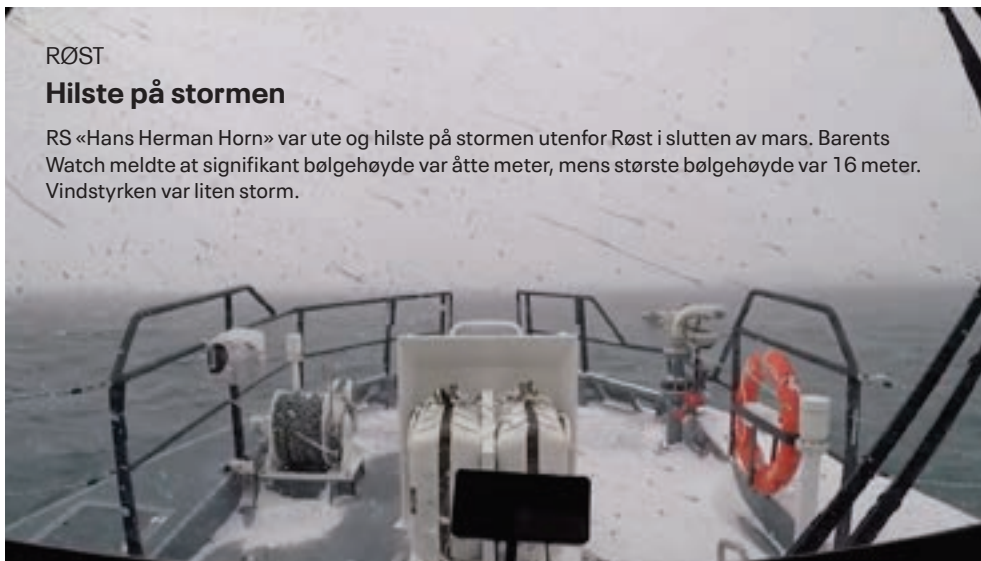 RØST
Hilste på stormen
RS «Hans Herman Horn» var ute og hilste på stormen utenfor Røst i slutten av mars. Barents
Watch meldte at signifikant bølgehøyde var åtte meter, mens største bølgehøyde var 16 meter.
Vindstyrken var liten storm.